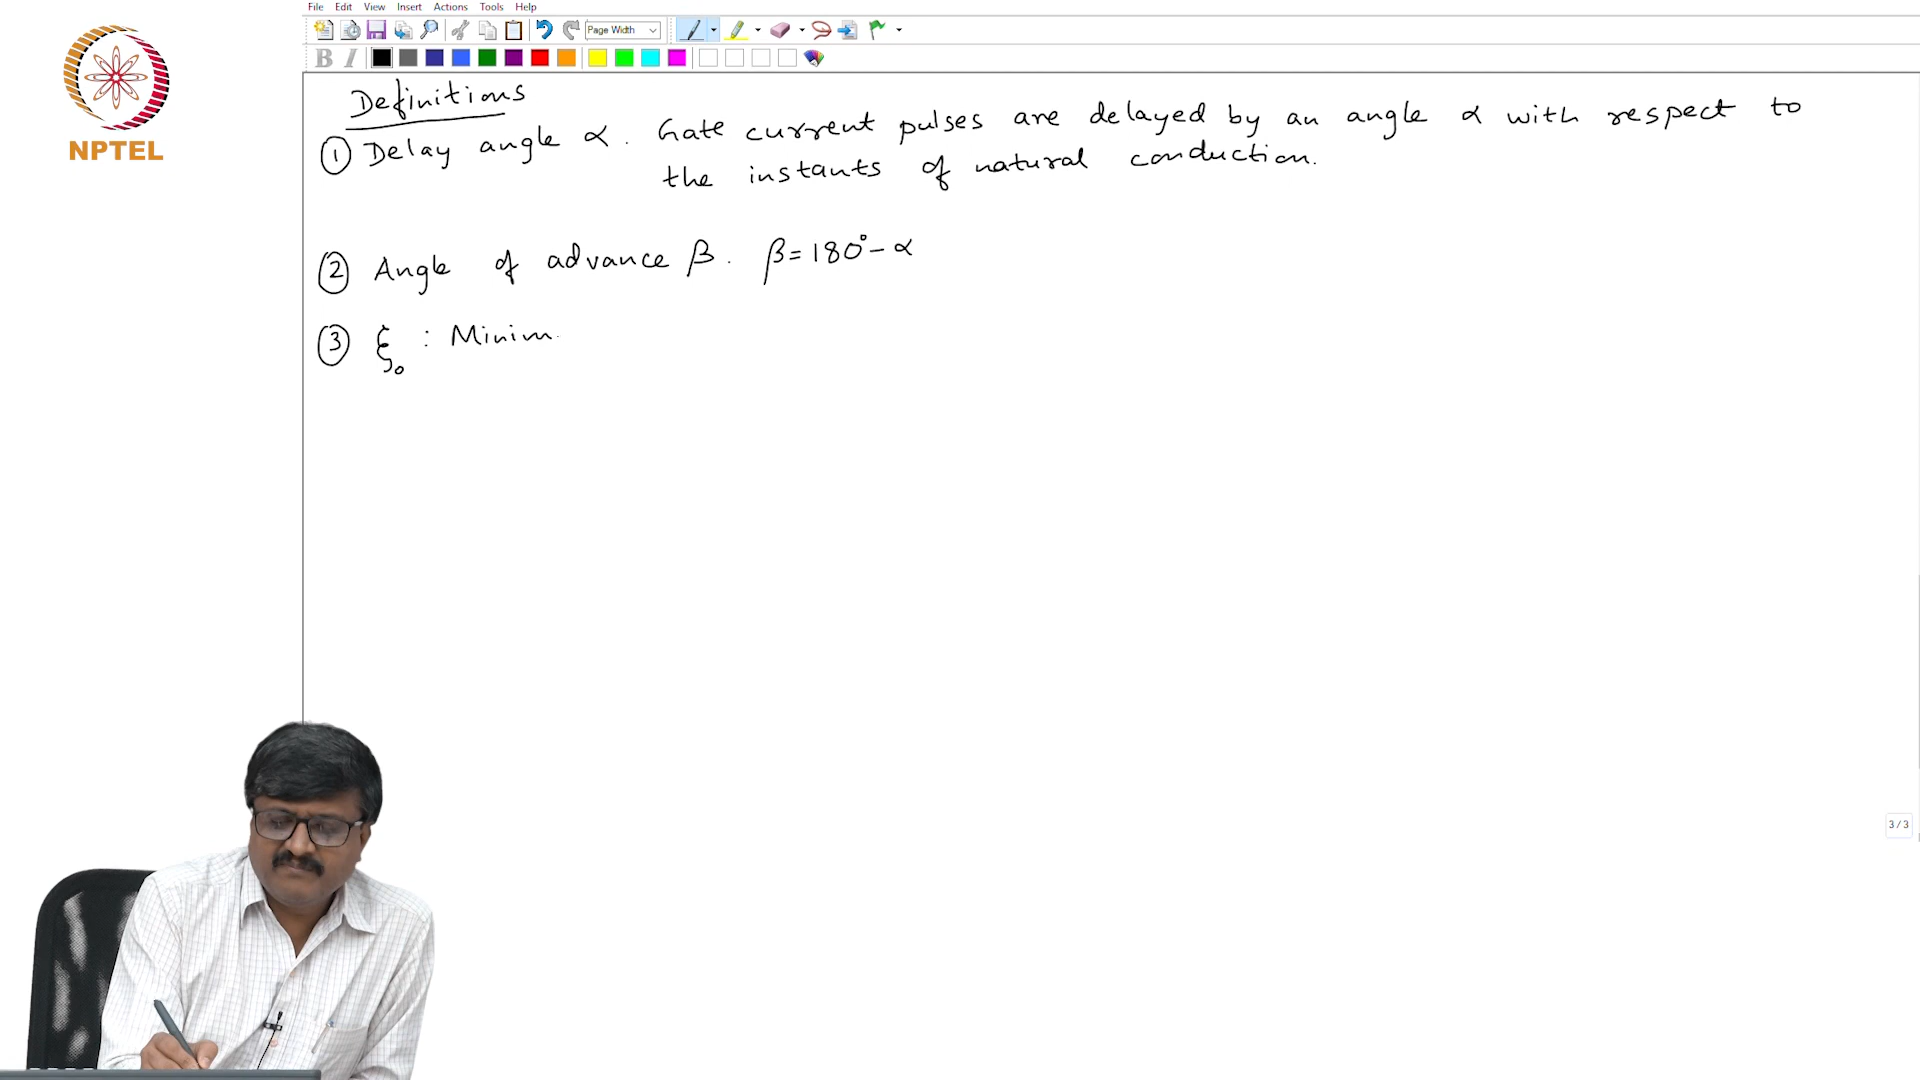 File Edit View Insert Actions Tools Help
NPTEL
Page Width
B I
Definitions
① Delay angle α. Gate current pulses are delayed by an angle α with respect to
the instants of natural conduction.
② Angle of advance β. β = 180° - α
③ ξ₀ : Minim
3 / 3